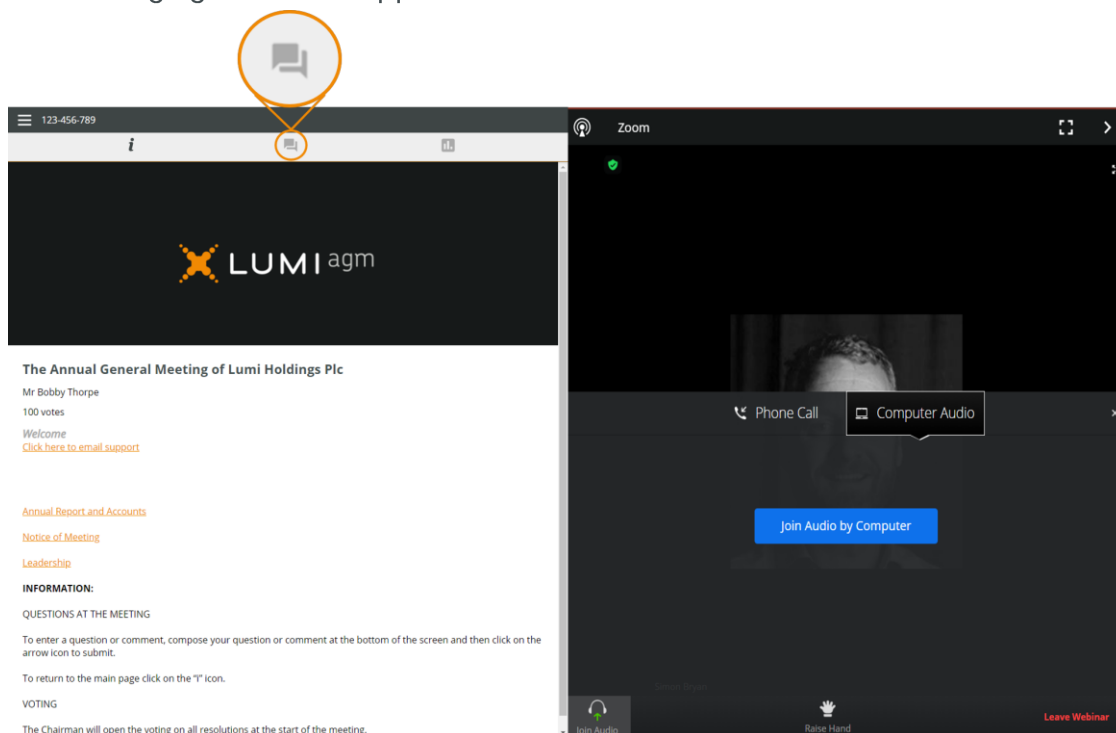 123-456-789
i
LUMI agm
The Annual General Meeting of Lumi Holdings Plc
Mr Bobby Thorpe
100 votes
Welcome
Click here to email support
Annual Report and Accounts
Notice of Meeting
Leadership
INFORMATION:
QUESTIONS AT THE MEETING
To enter a question or comment, compose your question or comment at the bottom of the screen and then click on the
arrow icon to submit.
To return to the main page click on the "i" icon.
VOTING
The Chairman will open the voting on all resolutions at the start of the meeting.
Zoom
Phone Call
Computer Audio
Join Audio by Computer
Join Audio
Raise Hand
Leave Webinar